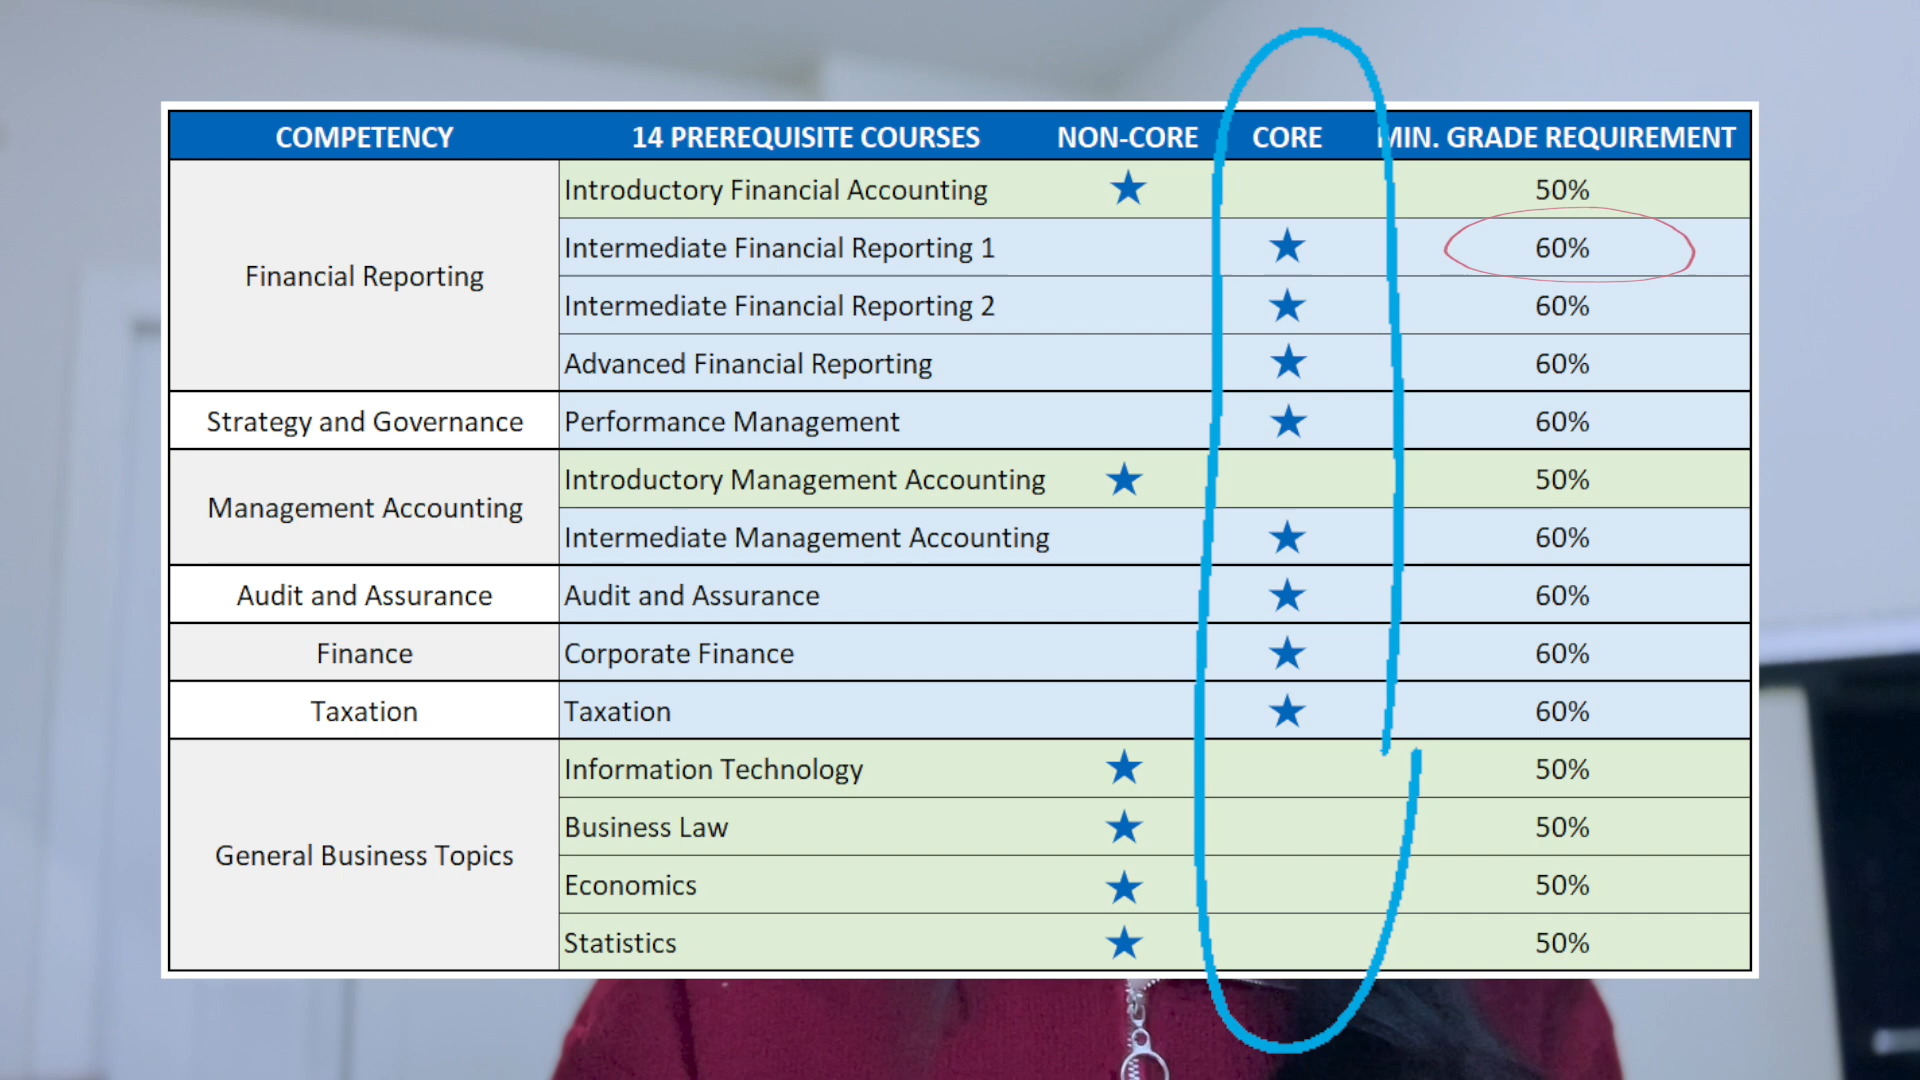 COMPETENCY 14 PREREQUISITE COURSES NON-CORE CORE MIN. GRADE REQUIREMENT
Financial Reporting
Introductory Financial Accounting ★ 50%
Intermediate Financial Reporting 1 ★ 60%
Intermediate Financial Reporting 2 ★ 60%
Advanced Financial Reporting ★ 60%
Strategy and Governance Performance Management ★ 60%
Management Accounting
Introductory Management Accounting ★ 50%
Intermediate Management Accounting ★ 60%
Audit and Assurance Audit and Assurance ★ 60%
Finance Corporate Finance ★ 60%
Taxation Taxation ★ 60%
General Business Topics
Information Technology ★ 50%
Business Law ★ 50%
Economics ★ 50%
Statistics ★ 50%